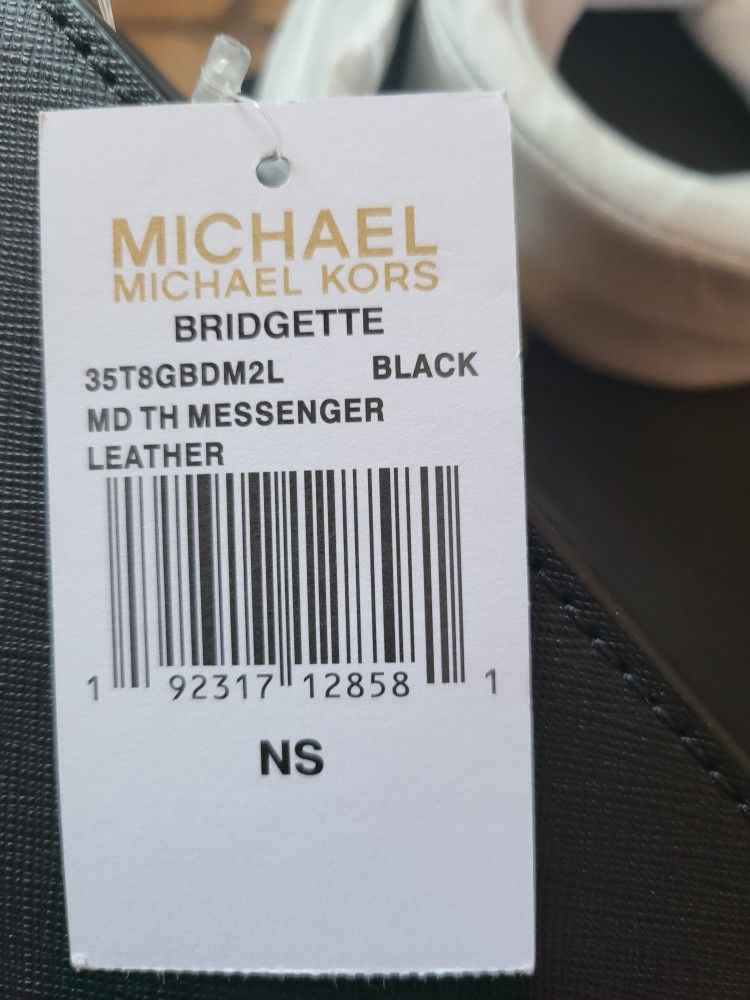 MICHAEL
MICHAEL KORS
BRIDGETTE
35T8GBDM2L BLACK
MD TH MESSENGER
LEATHER
1 92317 12858 1
NS